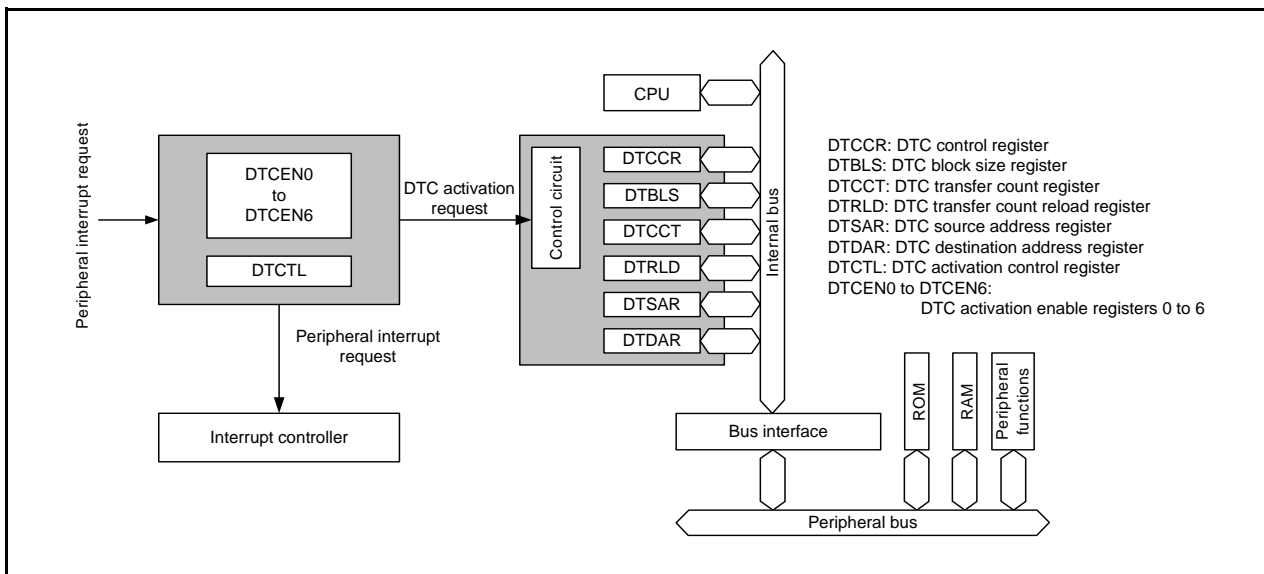 CPU
Peripheral interrupt request
DTCEN0
to
DTCEN6
DTCTL
DTC activation
request
Control circuit
DTCCR
DTBLS
DTCCT
DTRLD
DTSAR
DTDAR
Internal bus
DTCCR: DTC control register
DTBLS: DTC block size register
DTCCT: DTC transfer count register
DTRLD: DTC transfer count reload register
DTSAR: DTC source address register
DTDAR: DTC destination address register
DTCTL: DTC activation control register
DTCEN0 to DTCEN6:
DTC activation enable registers 0 to 6
Peripheral interrupt
request
Interrupt controller
Bus interface
ROM
RAM
Peripheral
functions
Peripheral bus